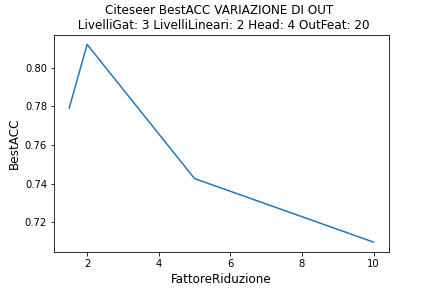 Citeseer BestACC VARIAZIONE DI OUT
LivelliGat: 3 LivelliLineari: 2 Head: 4 OutFeat: 20
0.80
0.78
0.76
0.74
0.72
BestACC
2
4
6
8
10
FattoreRiduzione